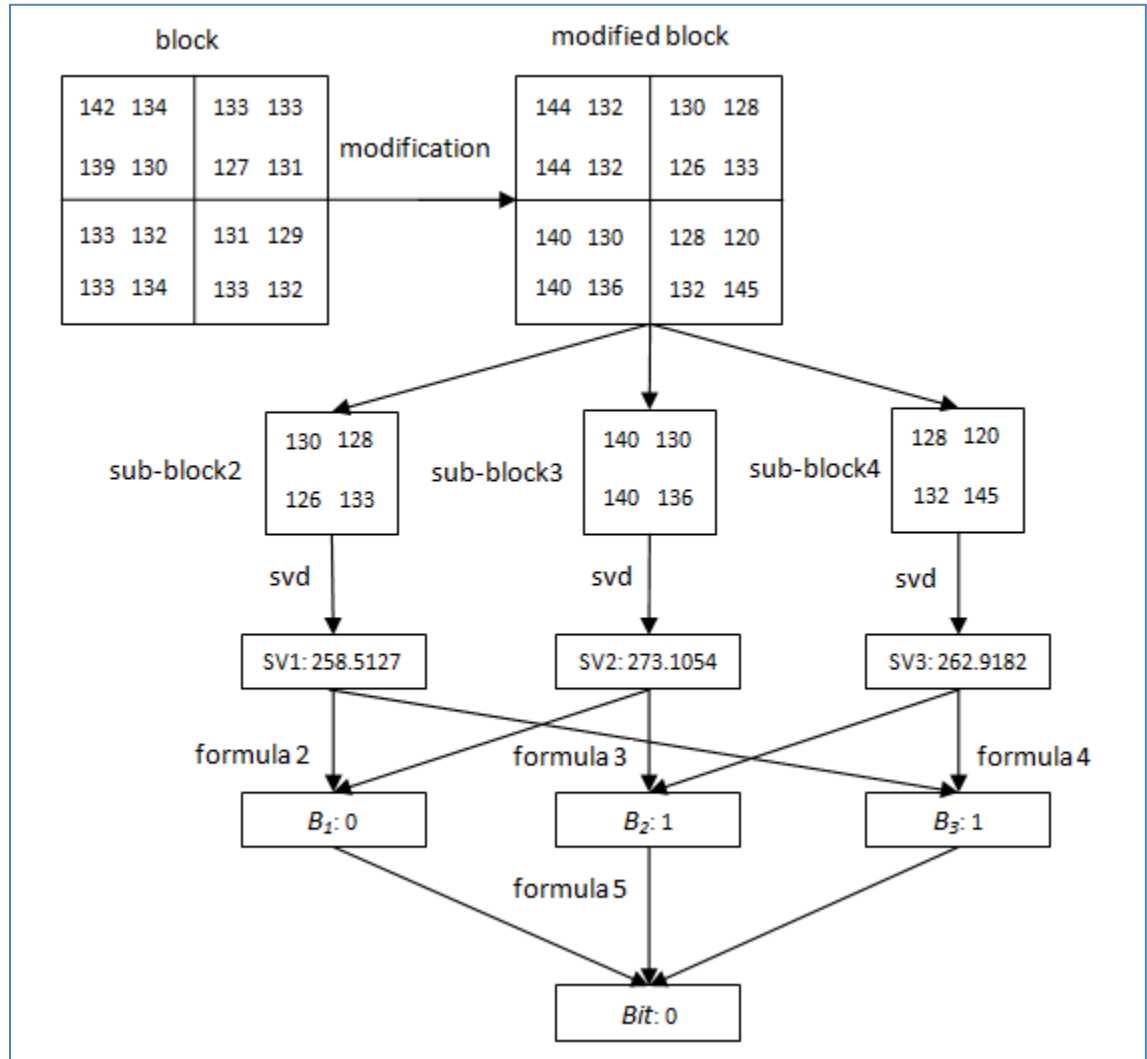 block
modified block
142 134 133 133
139 130 127 131
133 132 131 129
133 134 133 132
modification
144 132 130 128
144 132 126 133
140 130 128 120
140 136 132 145
sub-block2
130 128
126 133
sub-block3
140 130
140 136
sub-block4
128 120
132 145
svd
svd
svd
SV1: 258.5127
SV2: 273.1054
SV3: 262.9182
formula 2
formula 3
formula 4
B₁: 0
B₂: 1
B₃: 1
formula 5
Bit: 0